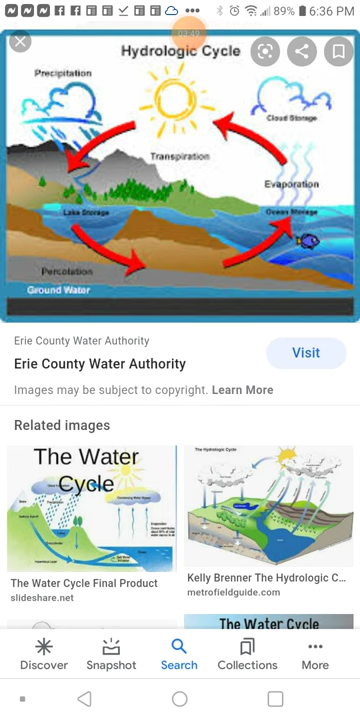 89% 6:36 PM
03:49
Hydrologic Cycle
Precipitation
Cloud Storage
Transpiration
Evaporation
Lake Storage
Ocean Storage
Percolation
Ground Water
Erie County Water Authority
Erie County Water Authority
Visit
Images may be subject to copyright. Learn More
Related images
The Water
Cycle
The Hydrologic Cycle
The Water Cycle Final Product
slideshare.net
Kelly Brenner The Hydrologic C...
metrofieldguide.com
The Water Cycle
Discover
Snapshot
Search
Collections
More